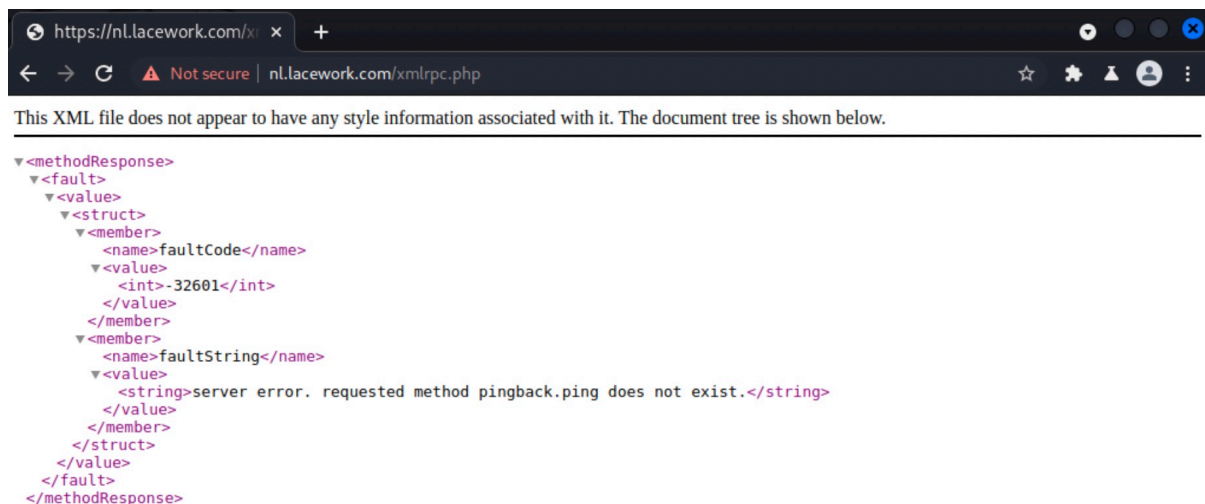 https://nl.lacework.com/x
Not secure | nl.lacework.com/xmlrpc.php
This XML file does not appear to have any style information associated with it. The document tree is shown below.
<methodResponse>
<fault>
<value>
<struct>
<member>
<name>faultCode</name>
<value>
<int>-32601</int>
</value>
</member>
<member>
<name>faultString</name>
<value>
<string>server error. requested method pingback.ping does not exist.</string>
</value>
</member>
</struct>
</value>
</fault>
</methodResponse>